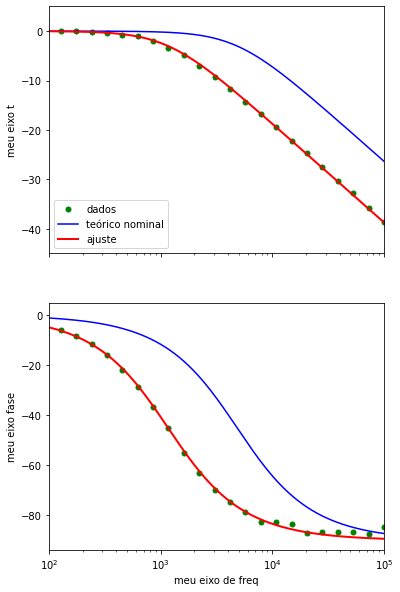 0
−10
−20
−30
−40
meu eixo t
dados
teórico nominal
ajuste
0
−20
−40
−60
−80
meu eixo fase
10²
10³
10⁴
10⁵
meu eixo de freq